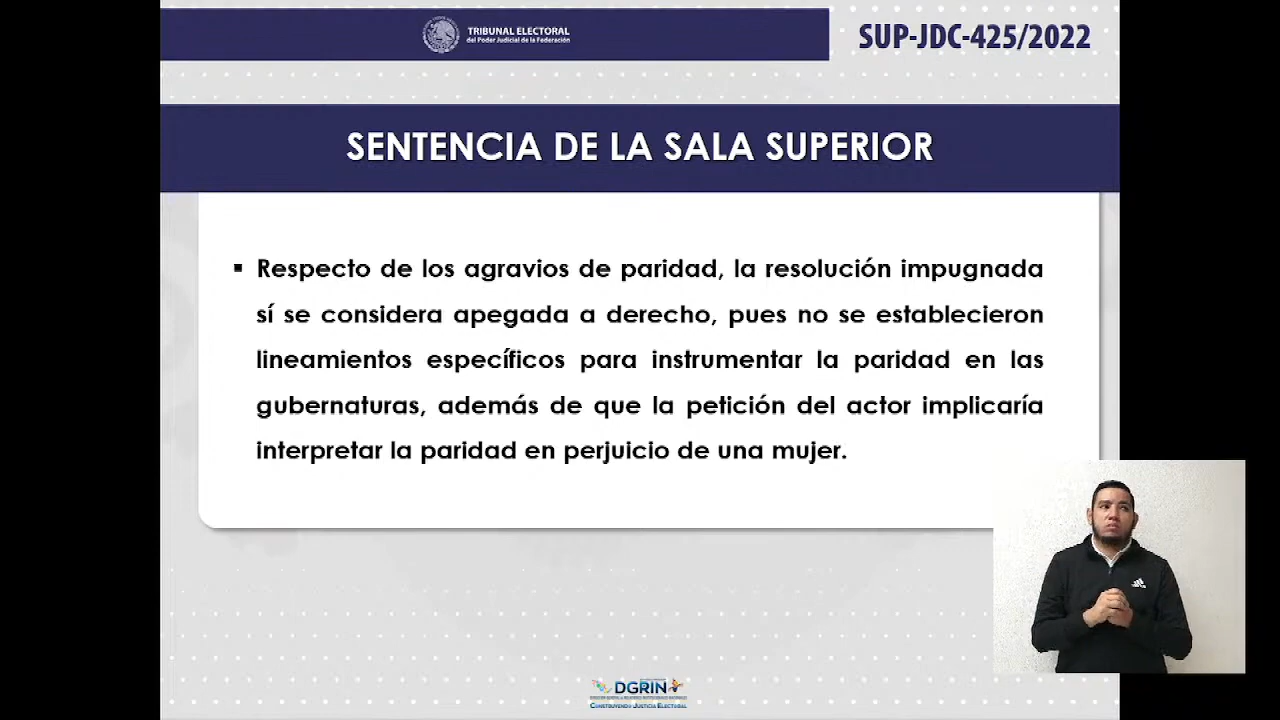 TRIBUNAL ELECTORAL
del Poder Judicial de la Federación
SUP-JDC-425/2022
SENTENCIA DE LA SALA SUPERIOR
▪ Respecto de los agravios de paridad, la resolución impugnada
sí se considera apegada a derecho, pues no se establecieron
lineamientos específicos para instrumentar la paridad en las
gubernaturas, además de que la petición del actor implicaría
interpretar la paridad en perjuicio de una mujer.
DGRIN
Construyendo Justicia Electoral